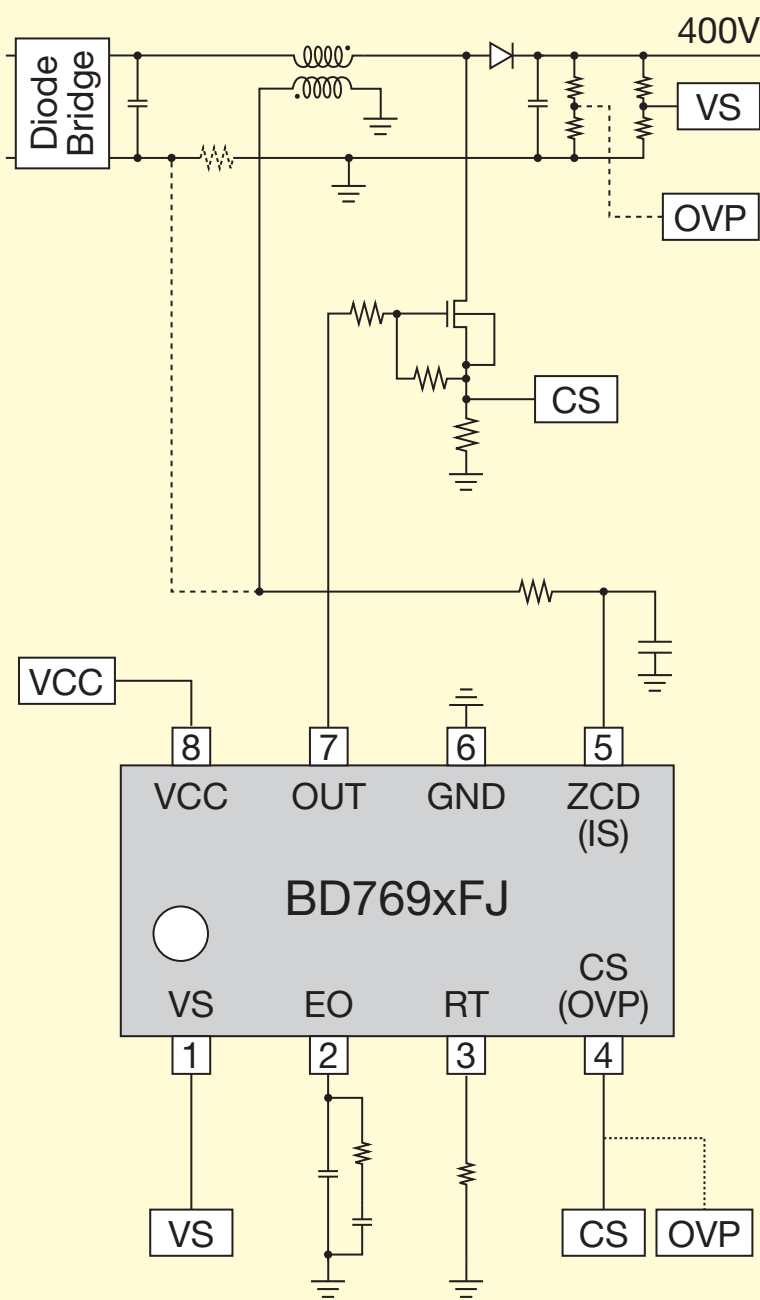 400V
Diode
Bridge
VS
OVP
CS
VCC
8
7
6
5
VCC
OUT
GND
ZCD
(IS)
BD769xFJ
VS
EO
RT
CS
(OVP)
1
2
3
4
VS
CS
OVP